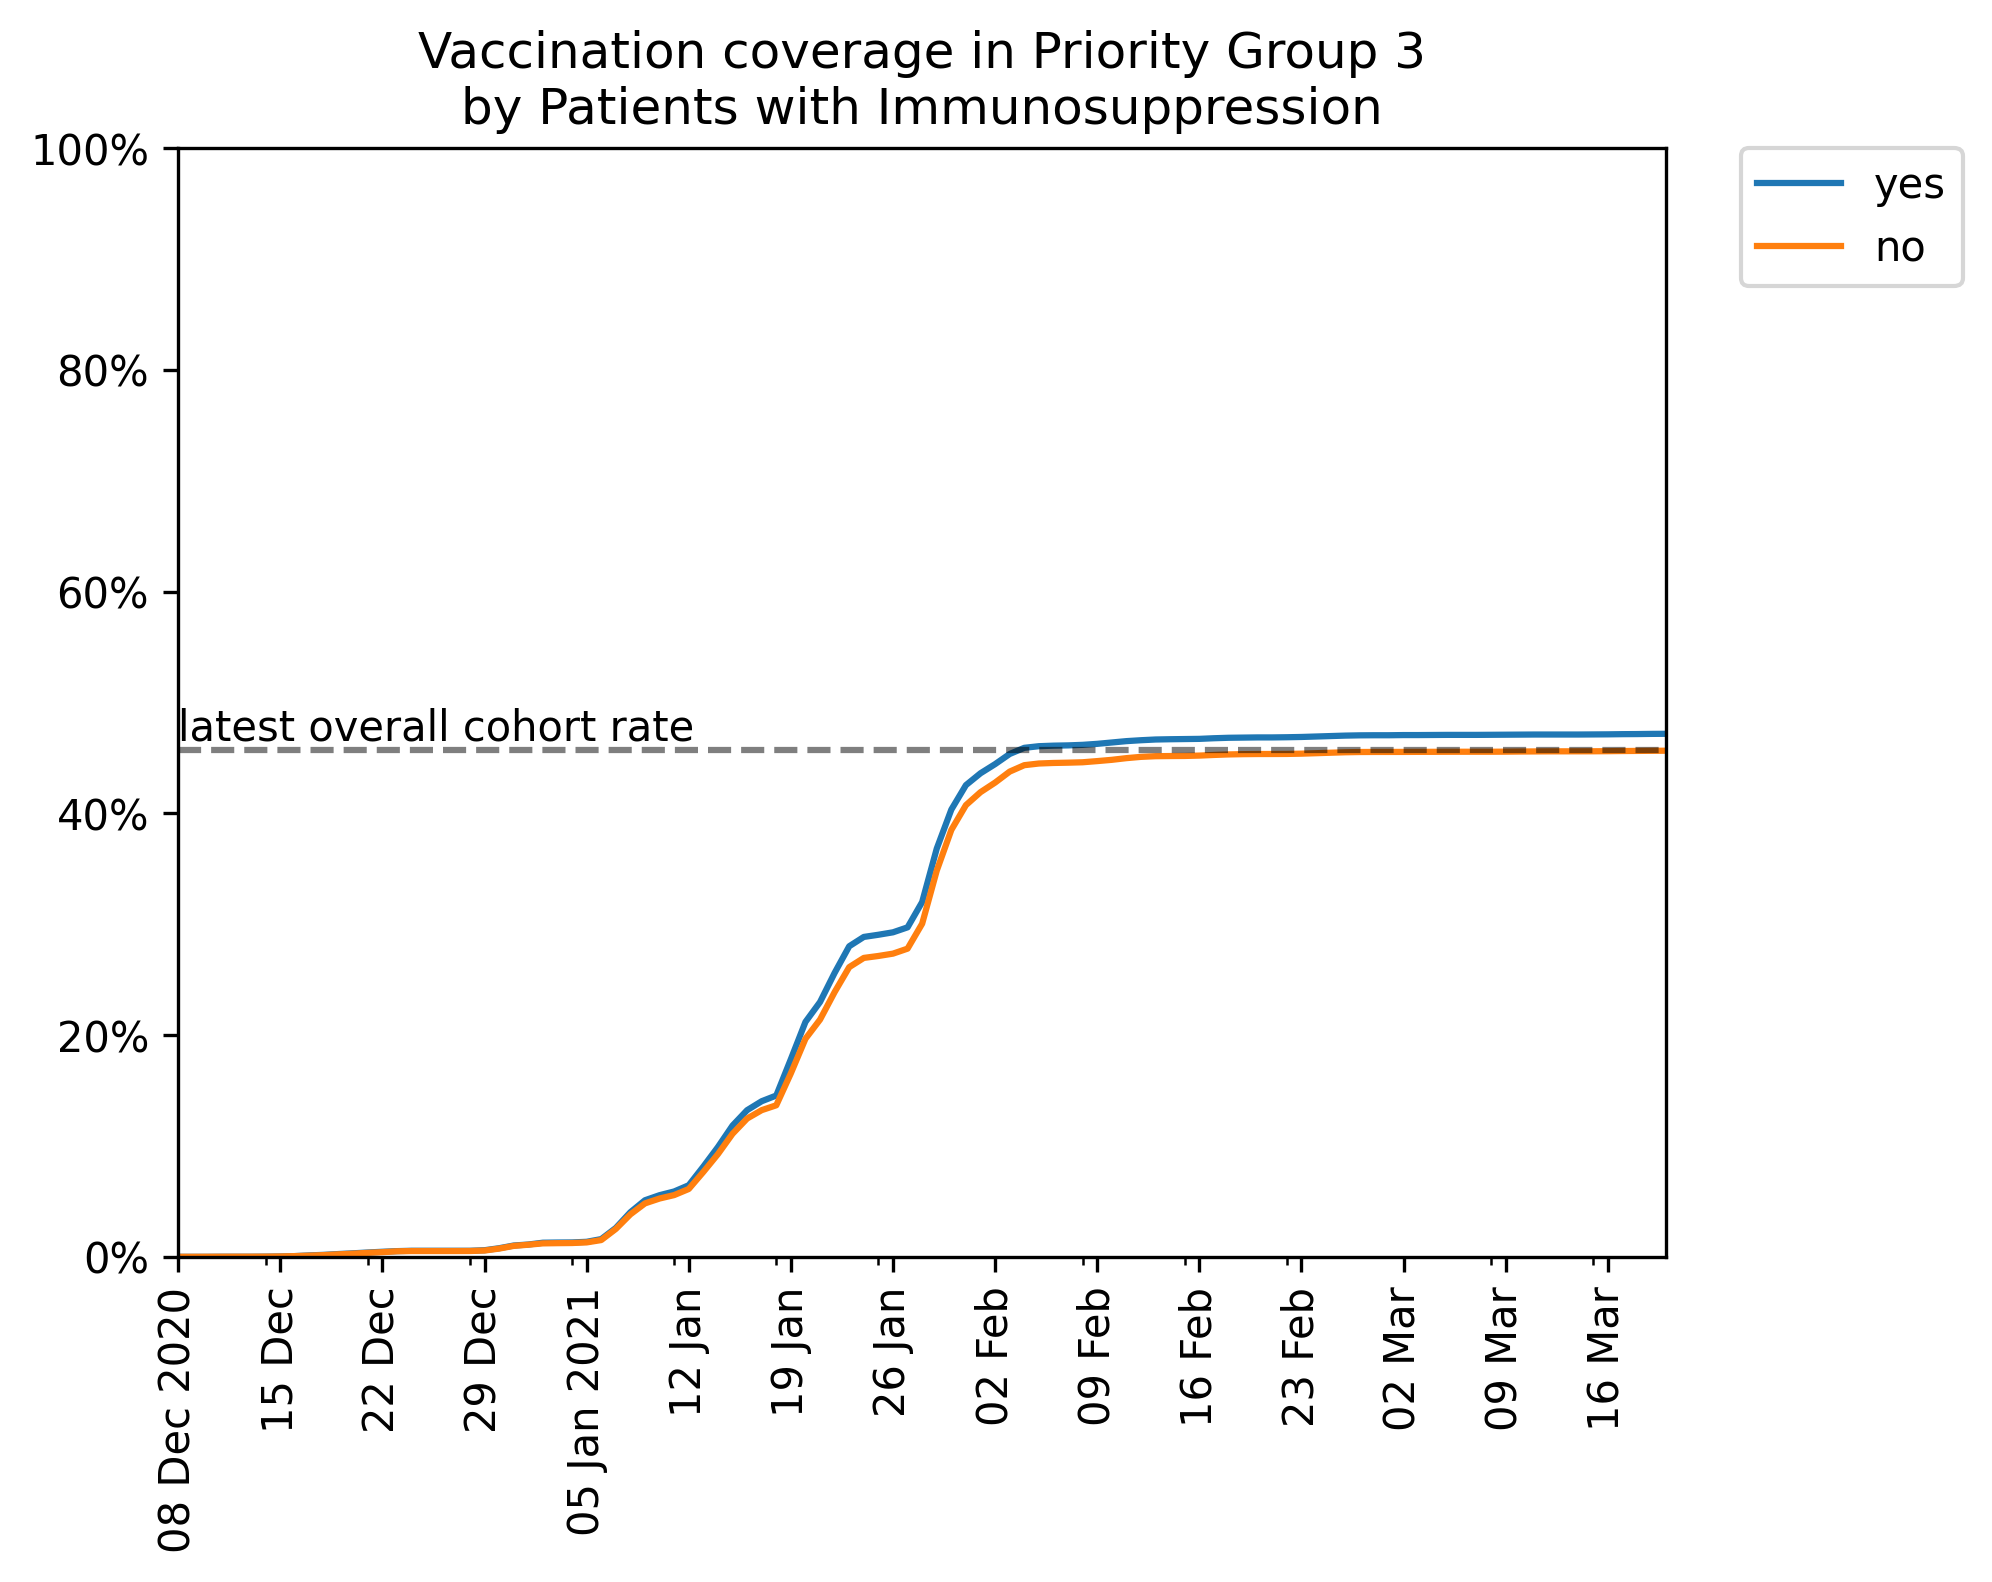 Vaccination coverage in Priority Group 3
by Patients with Immunosuppression
100%
80%
60%
40%
20%
0%
latest overall cohort rate
yes
no
08 Dec 2020
15 Dec
22 Dec
29 Dec
05 Jan 2021
12 Jan
19 Jan
26 Jan
02 Feb
09 Feb
16 Feb
23 Feb
02 Mar
09 Mar
16 Mar